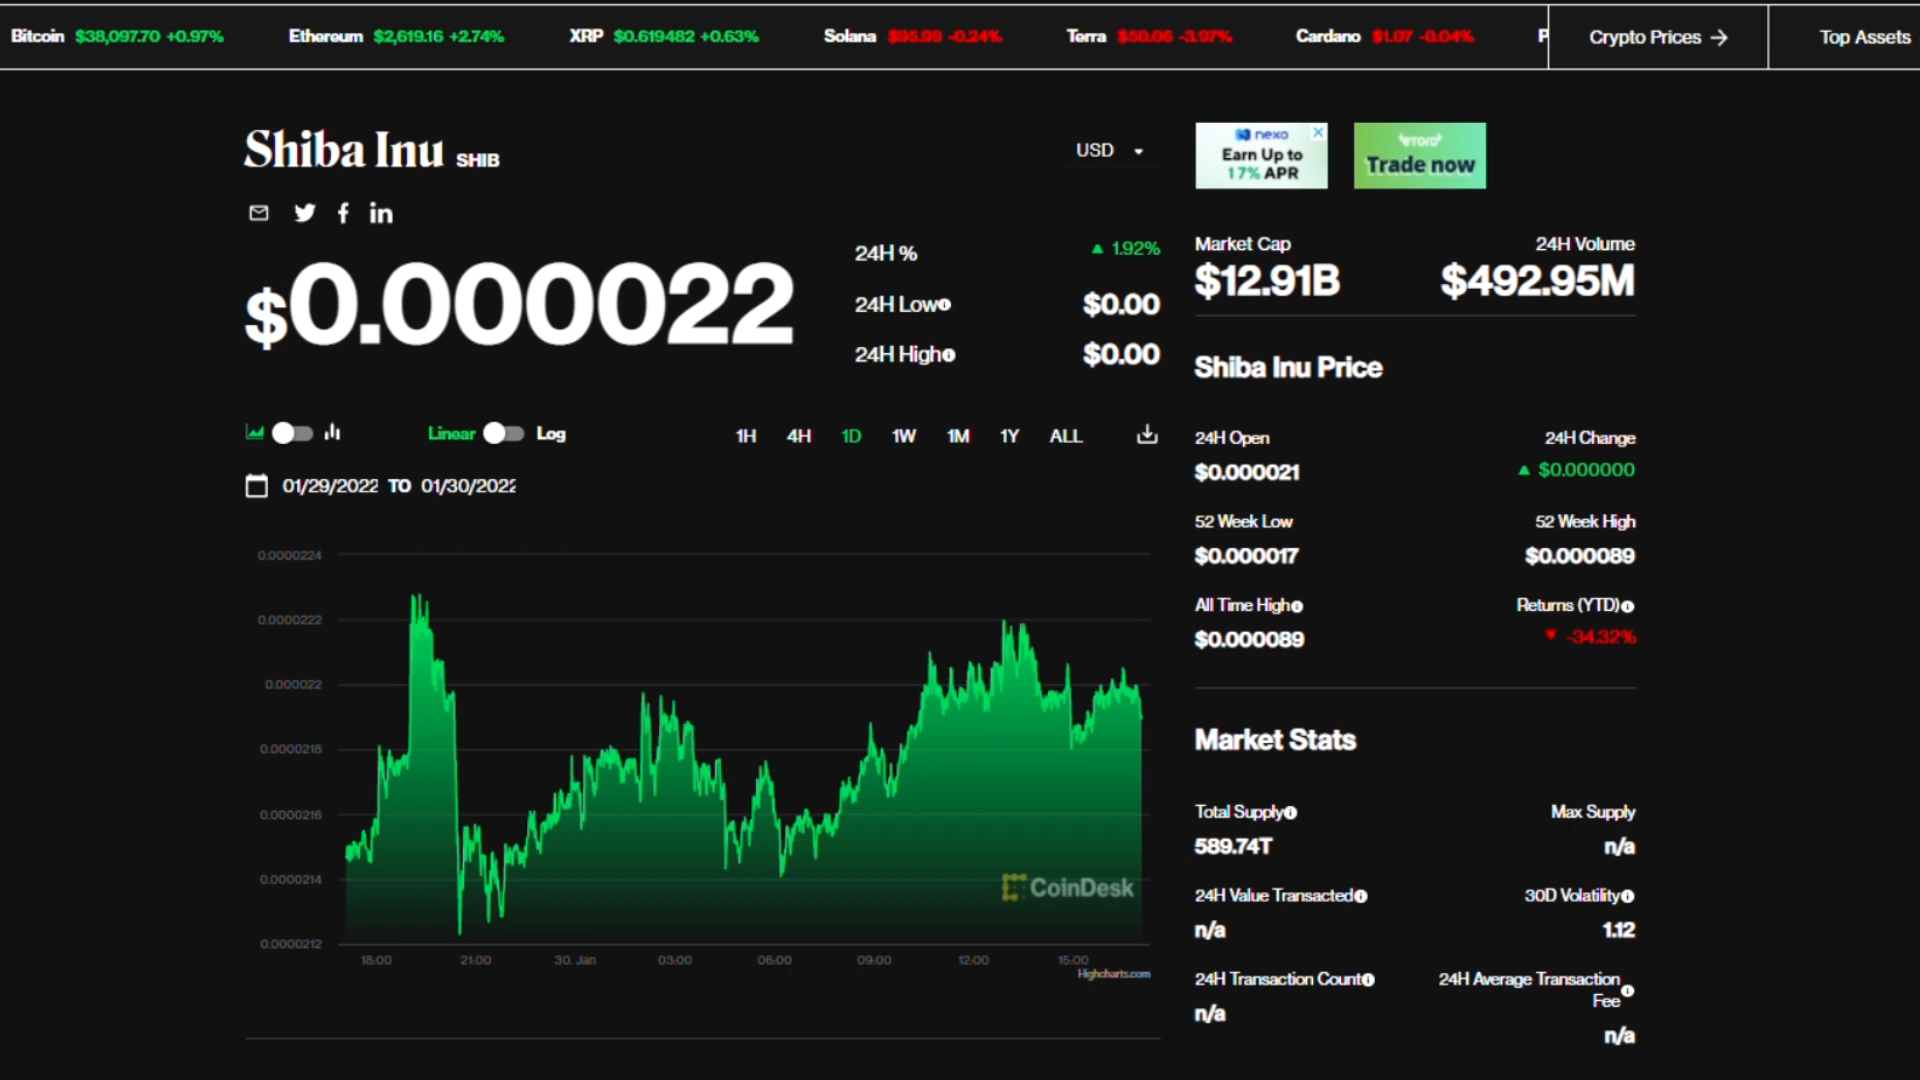 Bitcoin $38,097.70 +0.97% Ethereum $2,619.16 +2.74% XRP $0.619482 +0.63% Solana $95.99 -0.24% Terra $50.06 -3.97% Cardano $1.07 -0.04% P Crypto Prices → Top Assets
Shiba Inu SHIB
USD
nexo
Earn Up to
17% APR
eToro
Trade now
$0.000022
24H % 1.92%
24H Low $0.00
24H High $0.00
Market Cap 24H Volume
$12.91B $492.95M
Shiba Inu Price
Linear Log
1H 4H 1D 1W 1M 1Y ALL
01/29/2022 TO 01/30/2022
24H Open 24H Change
$0.000021 $0.000000
52 Week Low 52 Week High
$0.000017 $0.000089
All Time High Returns (YTD)
$0.000089 -34.32%
0.0000224
0.0000222
0.000022
0.0000218
0.0000216
0.0000214
0.0000212
CoinDesk
18:00 21:00 30. Jan 03:00 06:00 09:00 12:00 15:00
Highcharts.com
Market Stats
Total Supply Max Supply
589.74T n/a
24H Value Transacted 30D Volatility
n/a 1.12
24H Transaction Count 24H Average Transaction
Fee
n/a
n/a